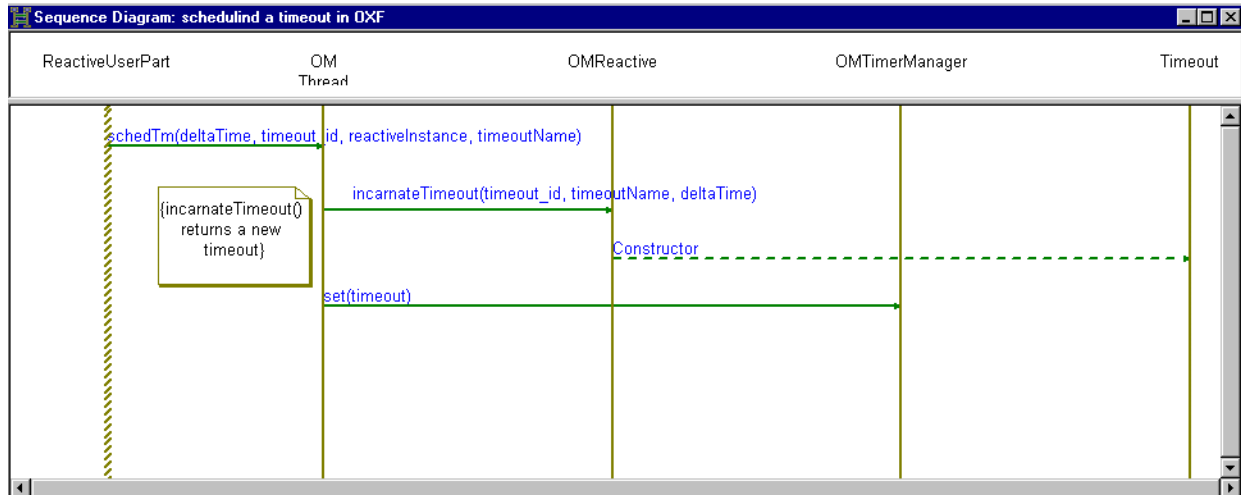 Sequence Diagram: schedulind a timeout in OXF
ReactiveUserPart
OM
Thread
OMReactive
OMTimerManager
Timeout
schedTm(deltaTime, timeout_id, reactiveInstance, timeoutName)
incarnateTimeout(timeout_id, timeoutName, deltaTime)
{incarnateTimeout()
returns a new
timeout}
Constructor
set(timeout)